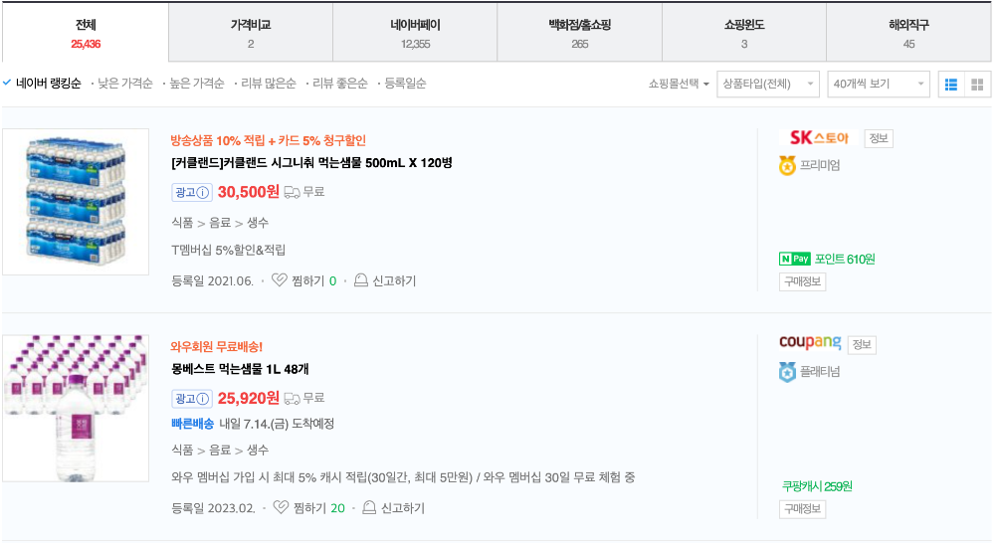 전체
25,436
가격비교
2
네이버페이
12,355
백화점/홈쇼핑
265
쇼핑윈도
3
해외직구
45
네이버 랭킹순 · 낮은 가격순 · 높은 가격순 · 리뷰 많은순 · 리뷰 좋은순 · 등록일순
쇼핑몰선택 상품타입(전체) 40개씩 보기
방송상품 10% 적립 + 카드 5% 청구할인
[커클랜드]커클랜드 시그니춰 먹는샘물 500mL X 120병
광고 30,500원 무료
식품 > 음료 > 생수
T멤버십 5%할인&적립
등록일 2021.06. · 찜하기 0 · 신고하기
SK스토아 정보
프리미엄
N Pay 포인트 610원
구매정보
와우회원 무료배송!
몽베스트 먹는샘물 1L 48개
광고 25,920원 무료
빠른배송 내일 7.14.(금) 도착예정
식품 > 음료 > 생수
와우 멤버십 가입 시 최대 5% 캐시 적립(30일간, 최대 5만원) / 와우 멤버십 30일 무료 체험 중
등록일 2023.02. · 찜하기 20 · 신고하기
coupang 정보
플래티넘
쿠팡캐시 259원
구매정보